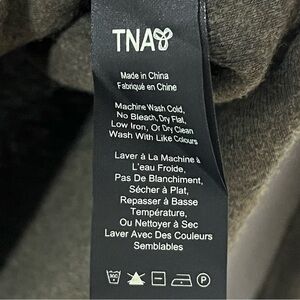 TNA
Made in China
Fabriqué en Chine
Machine Wash Cold,
No Bleach, Dry Flat,
Low Iron, Or Dry Clean
Wash With Like Colours
Laver à La Machine à
L'eau Froide,
Pas De Blanchiment,
Sécher à Plat,
Repasser à Basse
Température,
Ou Nettoyer à Sec
Laver Avec Des Couleurs
Semblables
P